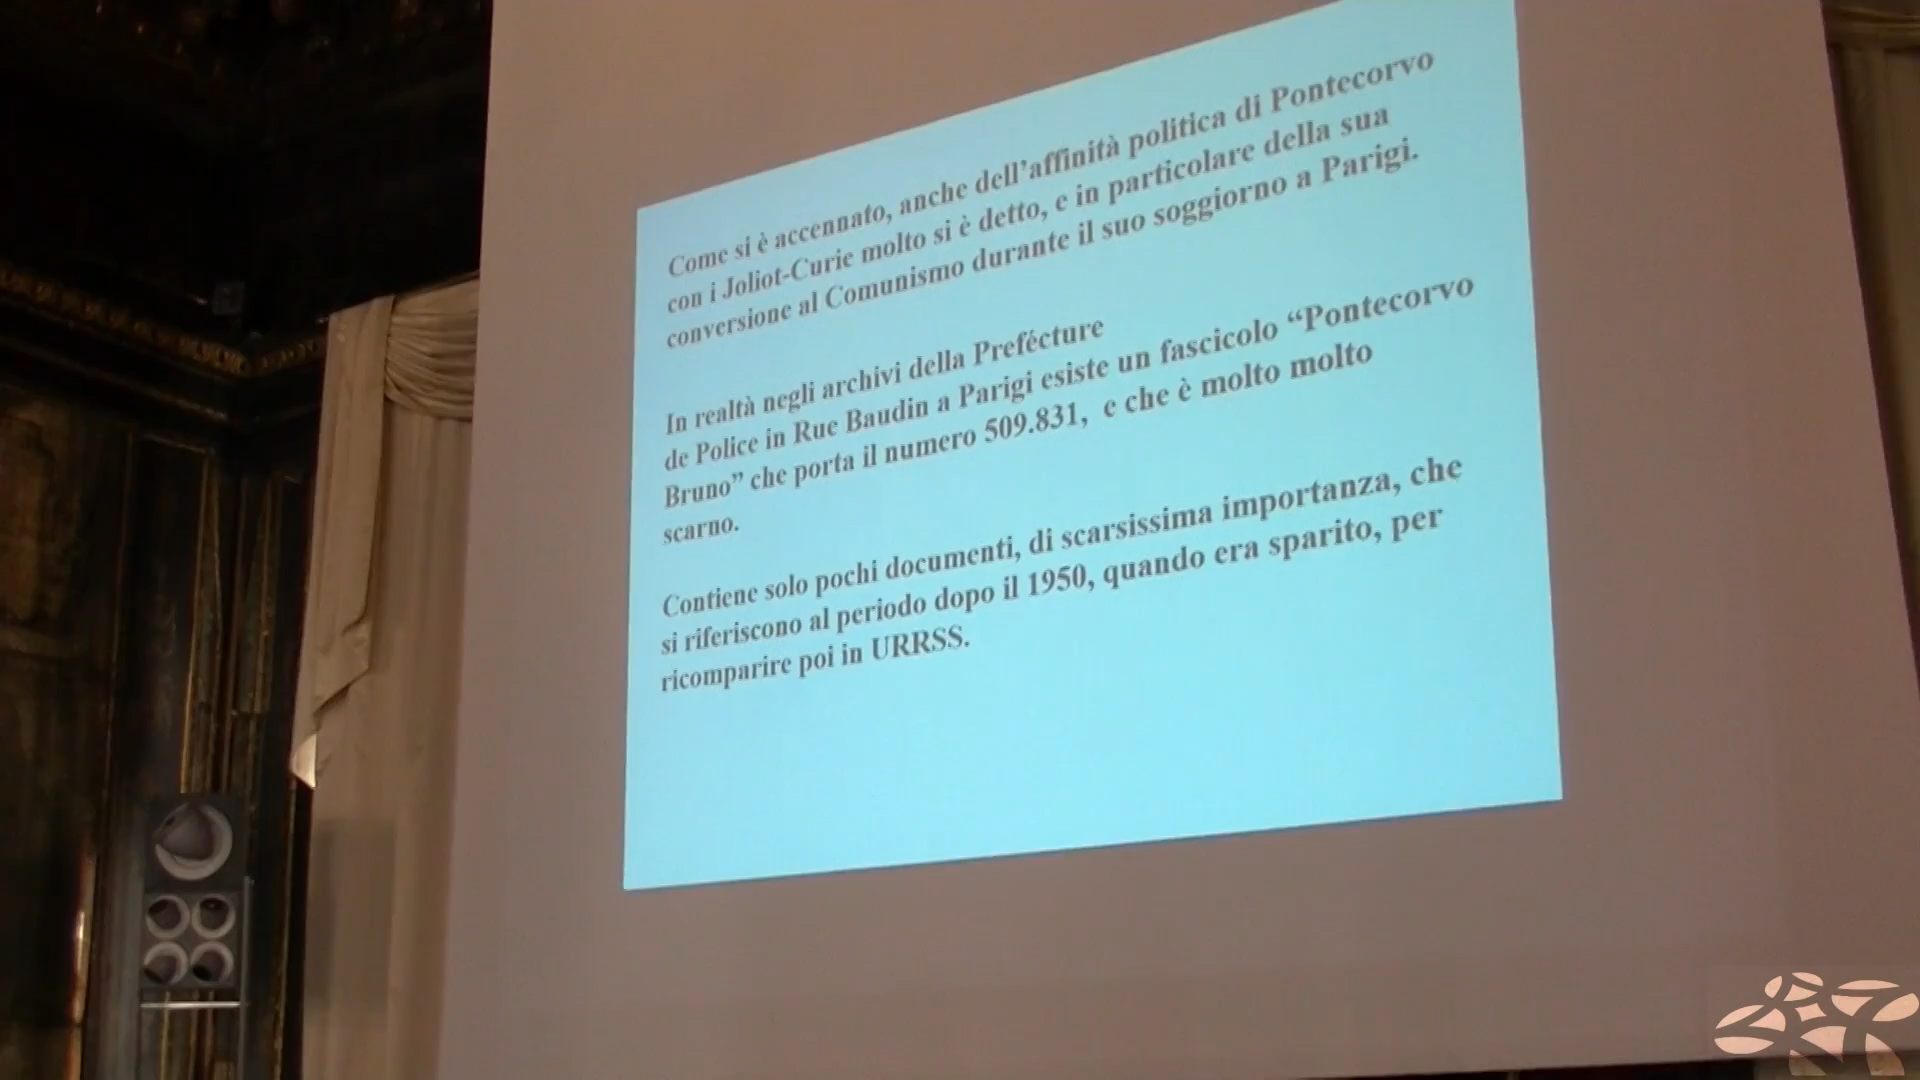 Come si è accennato, anche dell’affinità politica di Pontecorvo
con i Joliot-Curie molto si è detto, e in particolare della sua
conversione al Comunismo durante il suo soggiorno a Parigi.
In realtà negli archivi della Prefécture
de Police in Rue Baudin a Parigi esiste un fascicolo “Pontecorvo
Bruno” che porta il numero 509.831, e che è molto molto
scarno.
Contiene solo pochi documenti, di scarsissima importanza, che
si riferiscono al periodo dopo il 1950, quando era sparito, per
ricomparire poi in URRSS.